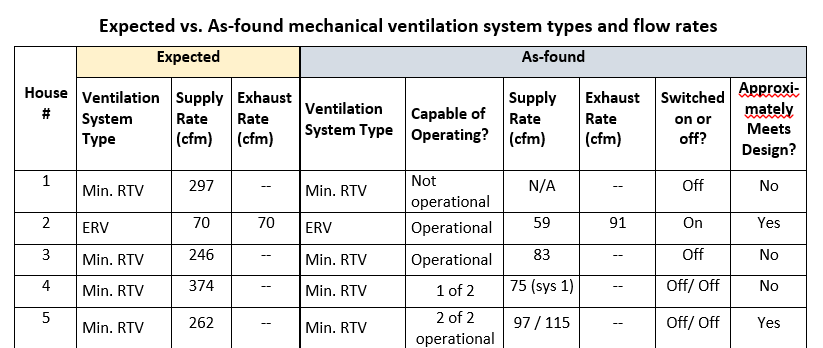 Expected vs. As-found mechanical ventilation system types and flow rates
Expected As-found
House # Ventilation System Type Supply Rate (cfm) Exhaust Rate (cfm) Ventilation System Type Capable of Operating? Supply Rate (cfm) Exhaust Rate (cfm) Switched on or off? Approxi-mately Meets Design?
1 Min. RTV 297 -- Min. RTV Not operational N/A -- Off No
2 ERV 70 70 ERV Operational 59 91 On Yes
3 Min. RTV 246 -- Min. RTV Operational 83 -- Off No
4 Min. RTV 374 -- Min. RTV 1 of 2 75 (sys 1) -- Off/ Off No
5 Min. RTV 262 -- Min. RTV 2 of 2 operational 97 / 115 -- Off/ Off Yes